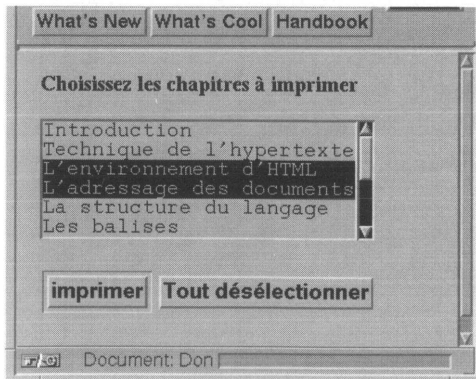 What's New What's Cool Handbook
Choisissez les chapitres à imprimer
Introduction
Technique de l'hypertexte
L'environnement d'HTML
L'adressage des documents
La structure du langage
Les balises
imprimer Tout désélectionner
Document: Don